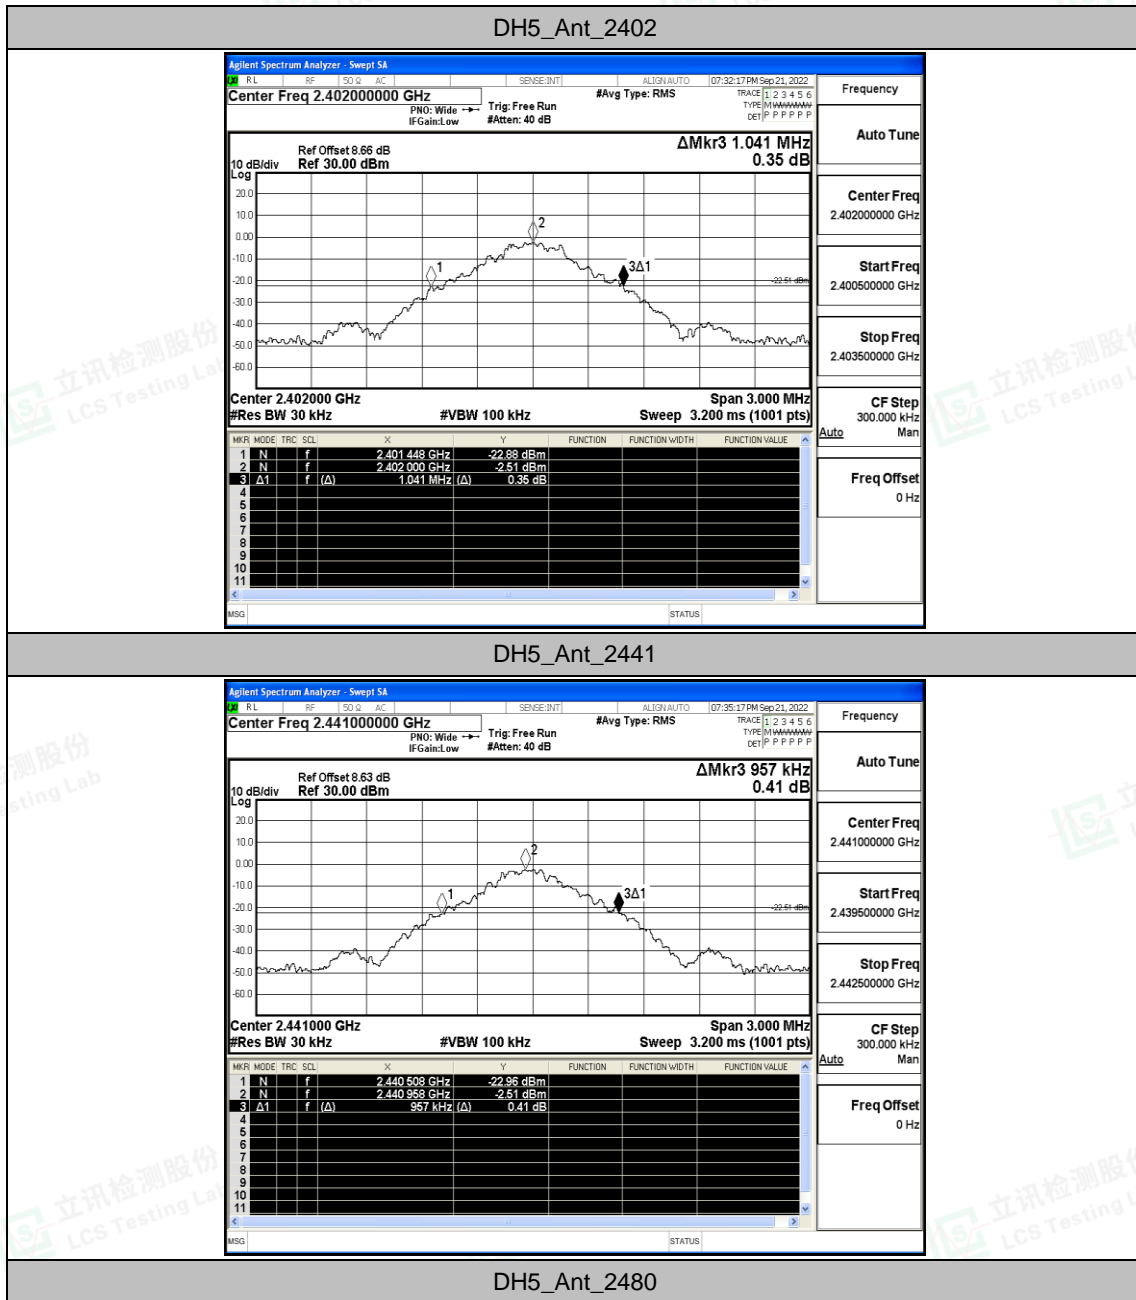 DH5_Ant_2402
Agilent Spectrum Analyzer - Swept SA
RL RF 50 Ω AC SENSE:INT ALIGNAUTO 07:32:17 PM Sep 21, 2022
Center Freq 2.402000000 GHz #Avg Type: RMS TRACE 1 2 3 4 5 6
PNO: Wide Trig: Free Run TYPE M
IFGain:Low #Atten: 40 dB DET P P P P P P
Frequency
Auto Tune
ΔMkr3 1.041 MHz
Ref Offset 8.66 dB 0.35 dB
10 dB/div Ref 30.00 dBm
Log
20.0
10.0
0.00
-10.0
-20.0
-30.0
-40.0
-50.0
-60.0
1
2
3Δ1
-22.51 dBm
Center Freq
2.402000000 GHz
Start Freq
2.400500000 GHz
Stop Freq
2.403500000 GHz
CF Step
300.000 kHz
Auto Man
Freq Offset
0 Hz
Center 2.402000 GHz Span 3.000 MHz
#Res BW 30 kHz #VBW 100 kHz Sweep 3.200 ms (1001 pts)
MKR MODE TRC SCL X Y FUNCTION FUNCTION WIDTH FUNCTION VALUE
1 N f 2.401 448 GHz -22.88 dBm
2 N f 2.402 000 GHz -2.51 dBm
3 Δ1 f (Δ) 1.041 MHz (Δ) 0.35 dB
4
5
6
7
8
9
10
11
MSG STATUS
DH5_Ant_2441
Agilent Spectrum Analyzer - Swept SA
RL RF 50 Ω AC SENSE:INT ALIGNAUTO 07:35:17 PM Sep 21, 2022
Center Freq 2.441000000 GHz #Avg Type: RMS TRACE 1 2 3 4 5 6
PNO: Wide Trig: Free Run TYPE M
IFGain:Low #Atten: 40 dB DET P P P P P P
Frequency
Auto Tune
ΔMkr3 957 kHz
Ref Offset 8.63 dB 0.41 dB
10 dB/div Ref 30.00 dBm
Log
20.0
10.0
0.00
-10.0
-20.0
-30.0
-40.0
-50.0
-60.0
1
2
3Δ1
-22.51 dBm
Center Freq
2.441000000 GHz
Start Freq
2.439500000 GHz
Stop Freq
2.442500000 GHz
CF Step
300.000 kHz
Auto Man
Freq Offset
0 Hz
Center 2.441000 GHz Span 3.000 MHz
#Res BW 30 kHz #VBW 100 kHz Sweep 3.200 ms (1001 pts)
MKR MODE TRC SCL X Y FUNCTION FUNCTION WIDTH FUNCTION VALUE
1 N f 2.440 508 GHz -22.96 dBm
2 N f 2.440 958 GHz -2.51 dBm
3 Δ1 f (Δ) 957 kHz (Δ) 0.41 dB
4
5
6
7
8
9
10
11
MSG STATUS
DH5_Ant_2480
立讯检测股份
LCS Testing Lab